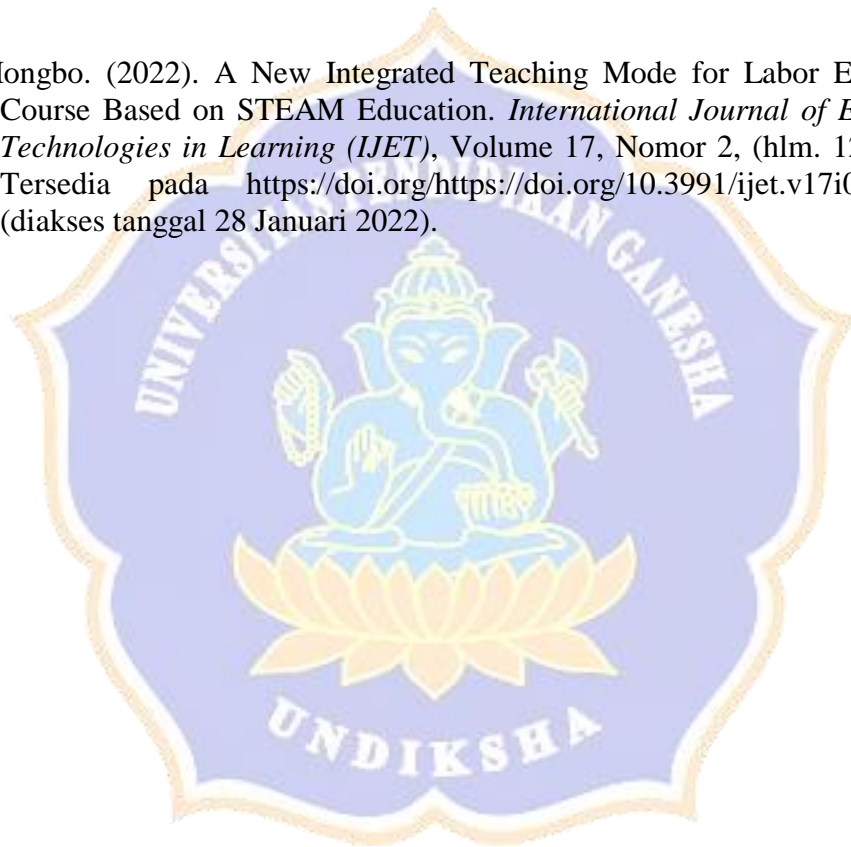 Hongbo. (2022). A New Integrated Teaching Mode for Labor E
Course Based on STEAM Education. International Journal of E
Technologies in Learning (IJET), Volume 17, Nomor 2, (hlm. 12
Tersedia pada https://doi.org/https://doi.org/10.3991/ijet.v17i0
(diakses tanggal 28 Januari 2022).
UNIVERSITAS PENDIDIKAN GANESHA
UNDIKSHA